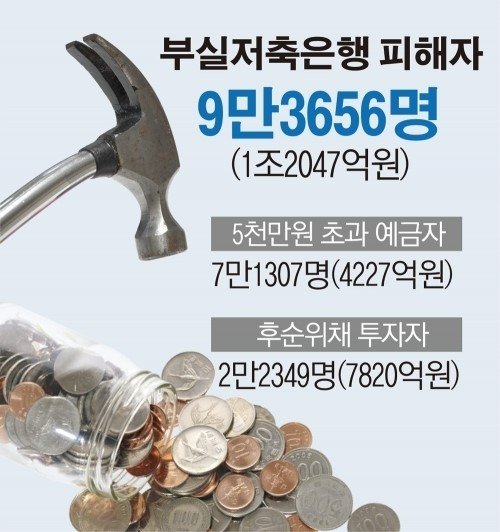 부실저축은행 피해자
9만3656명
(1조2047억원)
5천만원 초과 예금자
7만1307명(4227억원)
후순위채 투자자
2만2349명(7820억원)